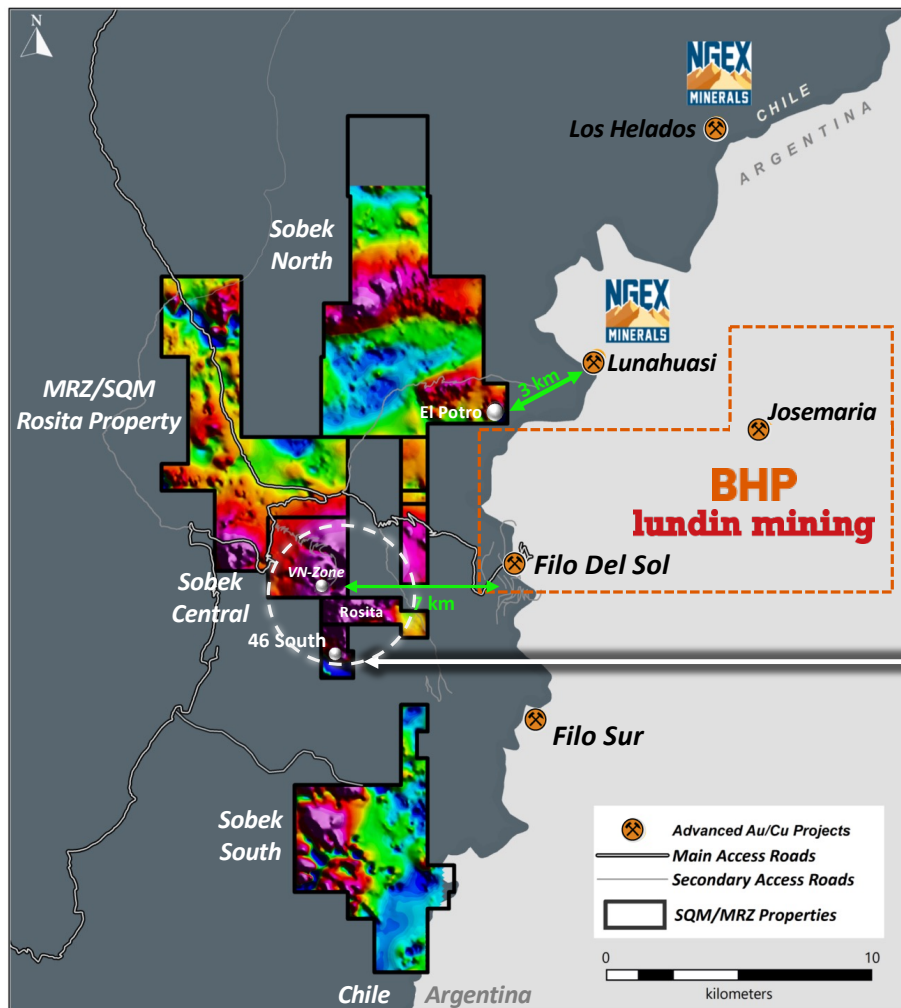 N
NGEX
MINERALS
CHILE
ARGENTINA
Los Helados
Sobek
North
NGEX
MINERALS
Lunahuasi
3 km
MRZ/SQM
Rosita Property
El Potro
Josemaria
BHP
lundin mining
Filo Del Sol
VN-Zone
Sobek
Central
7 km
Rosita
46 South
Filo Sur
Sobek
South
Advanced Au/Cu Projects
Main Access Roads
Secondary Access Roads
SQM/MRZ Properties
0 10
kilometers
Chile Argentina